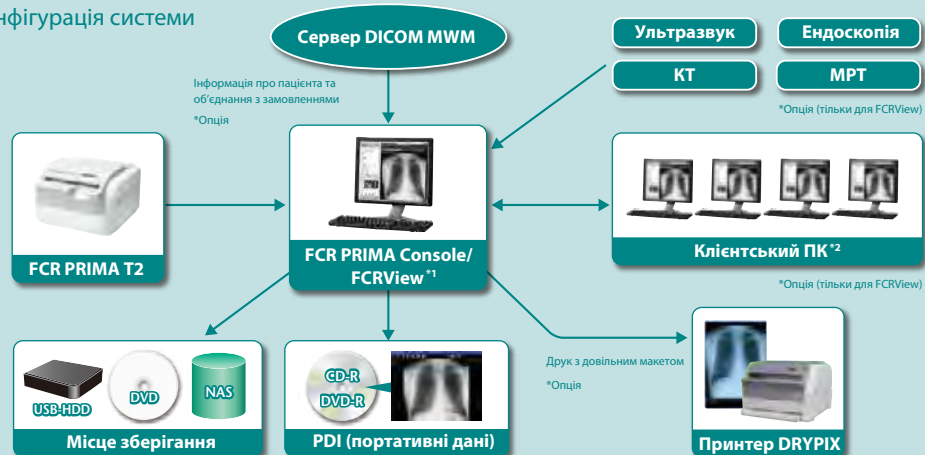 нфігурація системи
Сервер DICOM MWM
Ультразвук
Ендоскопія
КТ
МРТ
*Опція (тільки для FCRView)
Інформація про пацієнта та
об’єднання з замовленнями
*Опція
FCR PRIMA T2
FCR PRIMA Console/
FCRView *1
Клієнтський ПК *2
*Опція (тільки для FCRView)
USB-HDD
DVD
NAS
Місце зберігання
CD-R
DVD-R
PDI (портативні дані)
Друк з довільним макетом
*Опція
Принтер DRYPIX